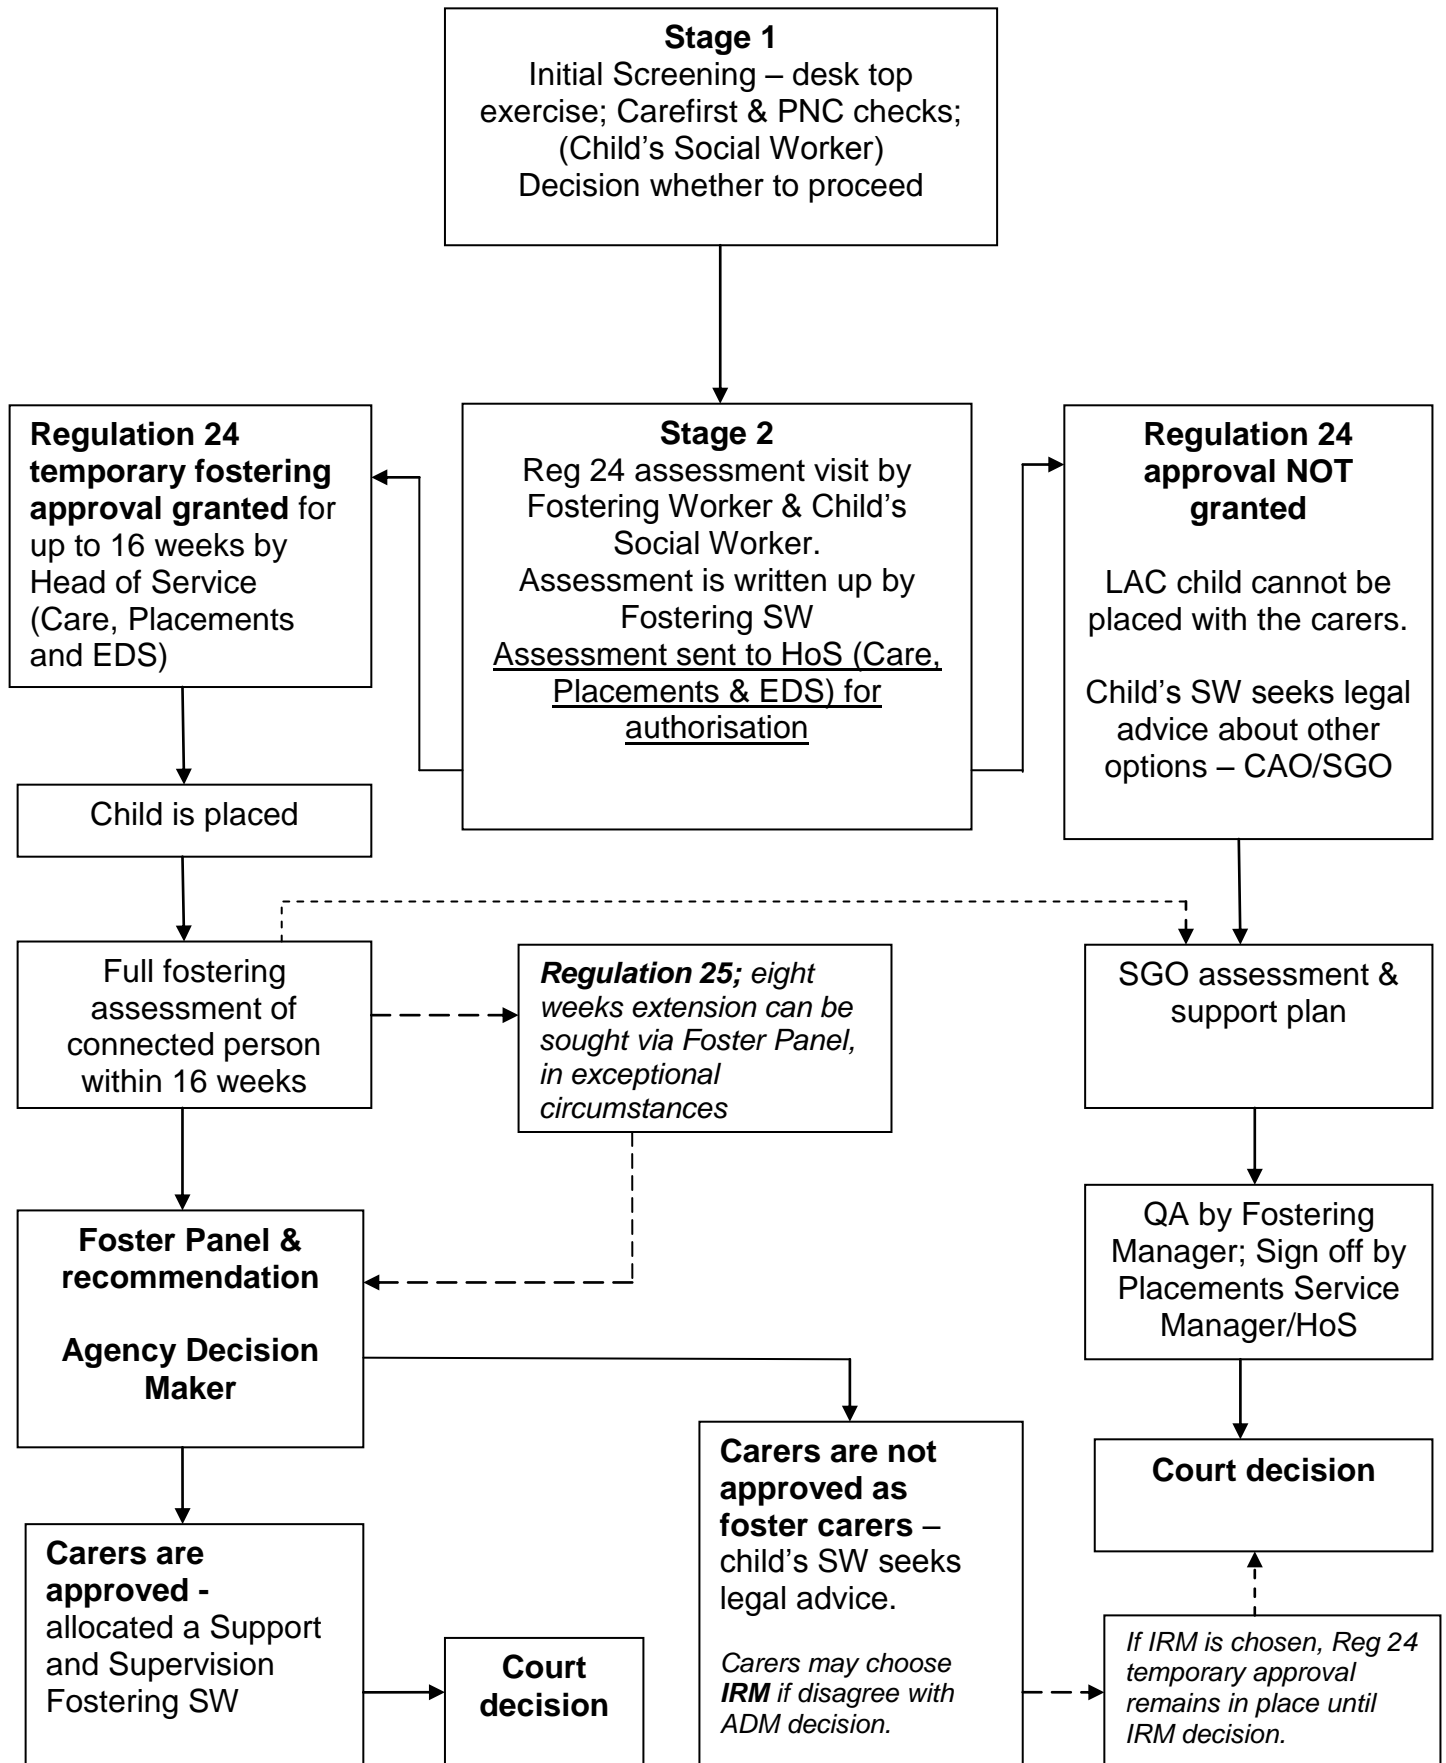 Stage 1
Initial Screening – desk top
exercise; Carefirst & PNC checks;
(Child’s Social Worker)
Decision whether to proceed
Regulation 24
temporary fostering
approval granted for
up to 16 weeks by
Head of Service
(Care, Placements
and EDS)
Stage 2
Reg 24 assessment visit by
Fostering Worker & Child’s
Social Worker.
Assessment is written up by
Fostering SW
Assessment sent to HoS (Care,
Placements & EDS) for
authorisation
Regulation 24
approval NOT
granted
LAC child cannot be
placed with the carers.
Child’s SW seeks legal
advice about other
options – CAO/SGO
Child is placed
Full fostering
assessment of
connected person
within 16 weeks
Regulation 25; eight
weeks extension can be
sought via Foster Panel,
in exceptional
circumstances
SGO assessment &
support plan
Foster Panel &
recommendation
Agency Decision
Maker
QA by Fostering
Manager; Sign off by
Placements Service
Manager/HoS
Carers are not
approved as
foster carers –
child’s SW seeks
legal advice.
Carers may choose
IRM if disagree with
ADM decision.
Court decision
Carers are
approved -
allocated a Support
and Supervision
Fostering SW
Court
decision
If IRM is chosen, Reg 24
temporary approval
remains in place until
IRM decision.